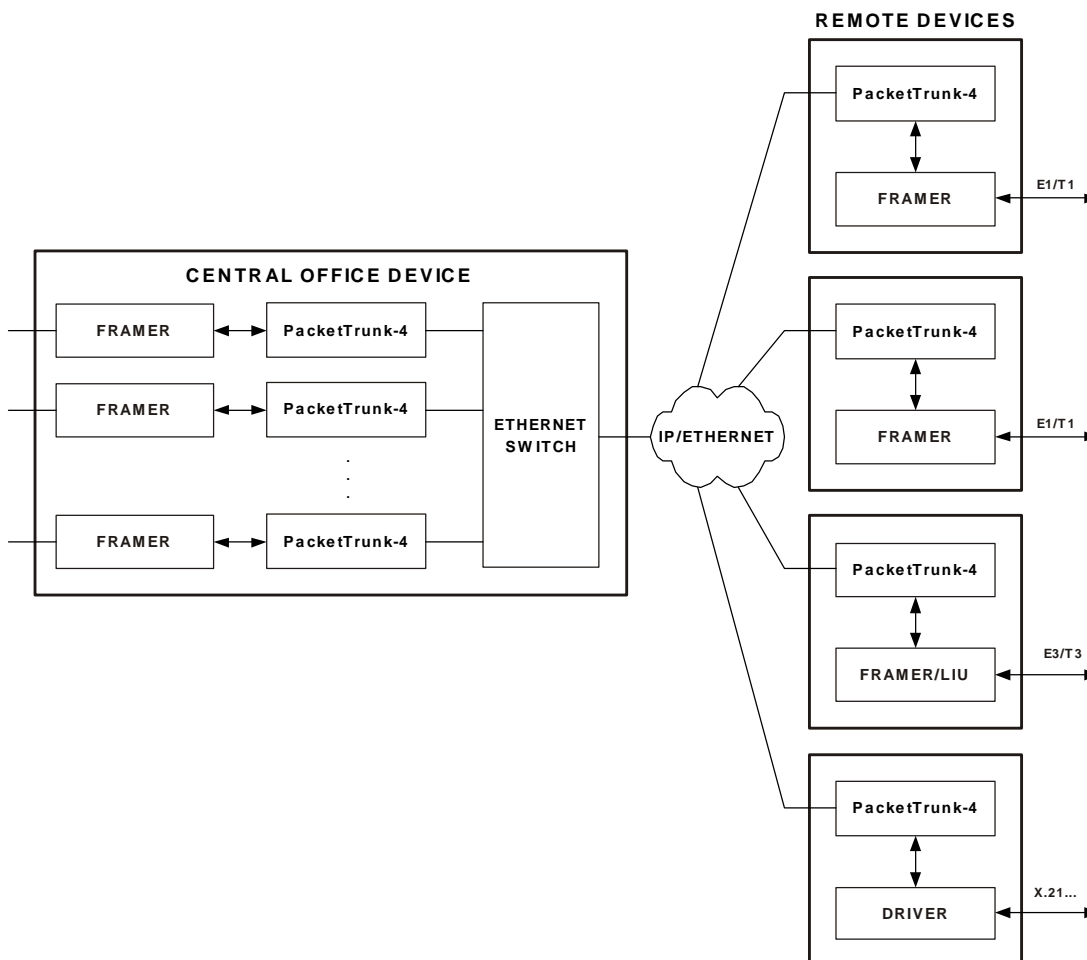 REMOTE DEVICES
PacketTrunk-4
FRAMER
E1/T1
CENTRAL OFFICE DEVICE
FRAMER
PacketTrunk-4
FRAMER
PacketTrunk-4
FRAMER
PacketTrunk-4
ETHERNET
SWITCH
IP/ETHERNET
PacketTrunk-4
FRAMER
E1/T1
PacketTrunk-4
FRAMER/LIU
E3/T3
PacketTrunk-4
DRIVER
X.21...